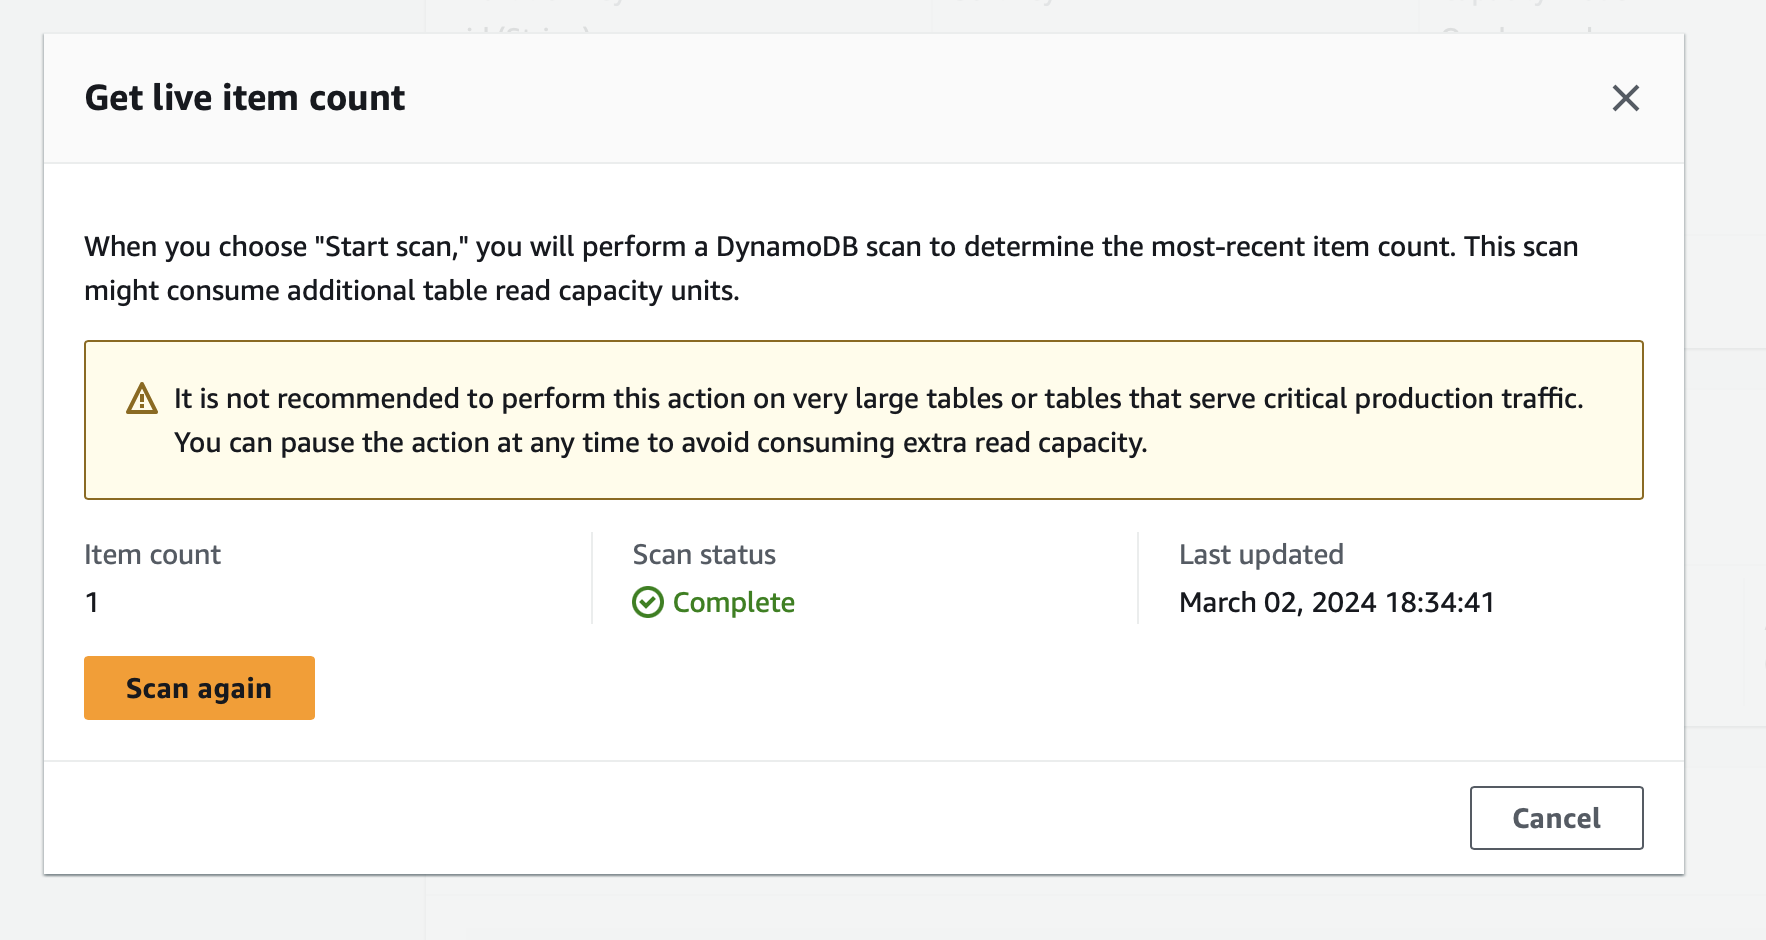 Get live item count
When you choose "Start scan," you will perform a DynamoDB scan to determine the most-recent item count. This scan
might consume additional table read capacity units.
It is not recommended to perform this action on very large tables or tables that serve critical production traffic.
You can pause the action at any time to avoid consuming extra read capacity.
Item count
1
Scan status
Complete
Last updated
March 02, 2024 18:34:41
Scan again
Cancel